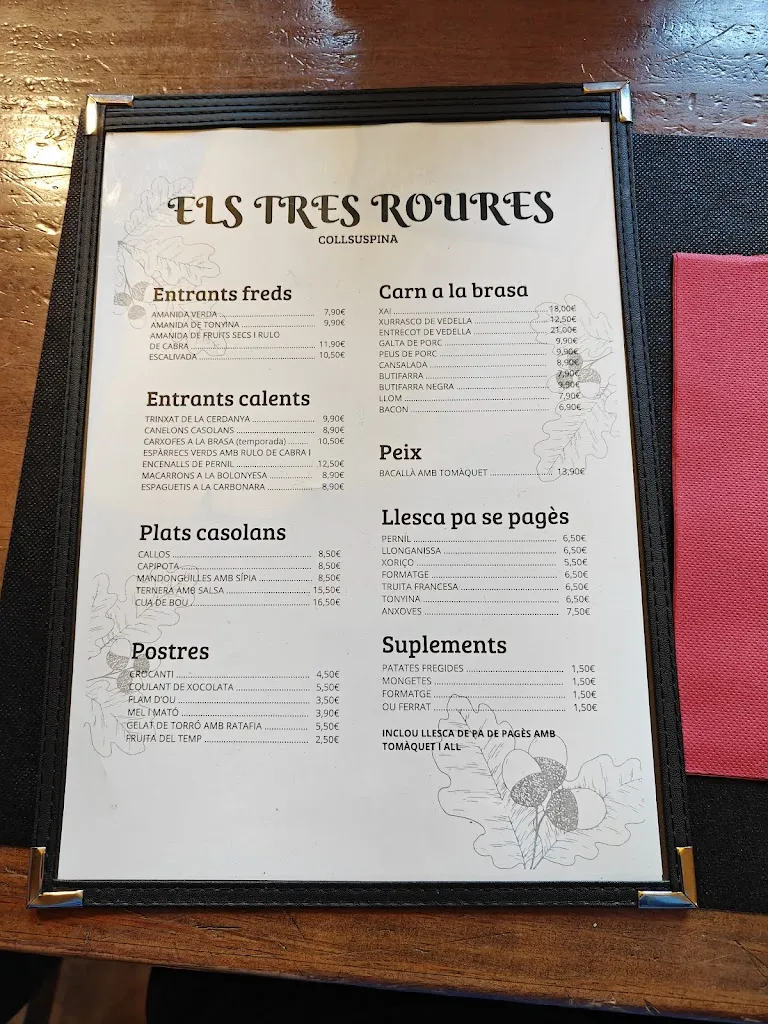 ELS TRES ROURES
COLLSUSPINA
Entrants freds
AMANIDA VERDA 7,90€
AMANIDA DE TONYINA 9,90€
AMANIDA DE FRUITS SECS I RULO
DE CABRA 11,90€
ESCALIVADA 10,50€
Entrants calents
TRINXAT DE LA CERDANYA 9,90€
CANELONS CASOLANS 8,90€
CARXOFES A LA BRASA (temporada) 10,50€
ESPÀRRECS VERDS AMB RULO DE CABRA I
ENCENALLS DE PERNIL 12,50€
MACARRONS A LA BOLONYESA 8,90€
ESPAGUETIS A LA CARBONARA 8,90€
Plats casolans
CALLOS 8,50€
CAPIPOTA 8,50€
MANDONGUILLES AMB SÍPIA 8,50€
TERNERA AMB SALSA 15,50€
CUA DE BOU 16,50€
Postres
CROCANTI 4,50€
COULANT DE XOCOLATA 5,50€
FLAM D'OU 3,50€
MEL I MATÓ 3,90€
GELAT DE TORRÓ AMB RATAFIA 5,50€
FRUITA DEL TEMP 2,50€
Carn a la brasa
XAI 18,00€
XURRASCO DE VEDELLA 12,50€
ENTRECOT DE VEDELLA 21,00€
GALTA DE PORC 9,90€
PEUS DE PORC 9,90€
CANSALADA 8,90€
BUTIFARRA 7,90€
BUTIFARRA NEGRA 9,90€
LLOM 7,90€
BACON 6,90€
Peix
BACALLÀ AMB TOMÀQUET 13,90€
Llesca pa se pagès
PERNIL 6,50€
LLONGANISSA 6,50€
XORIÇO 5,50€
FORMATGE 6,50€
TRUITA FRANCESA 6,50€
TONYINA 6,50€
ANXOVES 7,50€
Suplements
PATATES FREGIDES 1,50€
MONGETES 1,50€
FORMATGE 1,50€
OU FERRAT 1,50€
INCLOU LLESCA DE PA DE PAGÈS AMB
TOMÀQUET I ALL